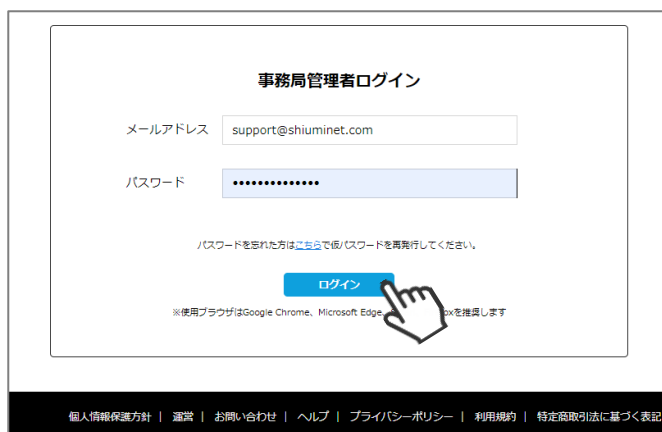 事務局管理者ログイン
メールアドレス support@shiuminet.com
パスワード ••••••••••••••
パスワードを忘れた方はこちらで仮パスワードを再発行してください。
ログイン
※使用ブラウザはGoogle Chrome、Microsoft Edge、 oxを推奨します
個人情報保護方針 | 運営 | お問い合わせ | ヘルプ | プライバシーポリシー | 利用規約 | 特定商取引法に基づく表記